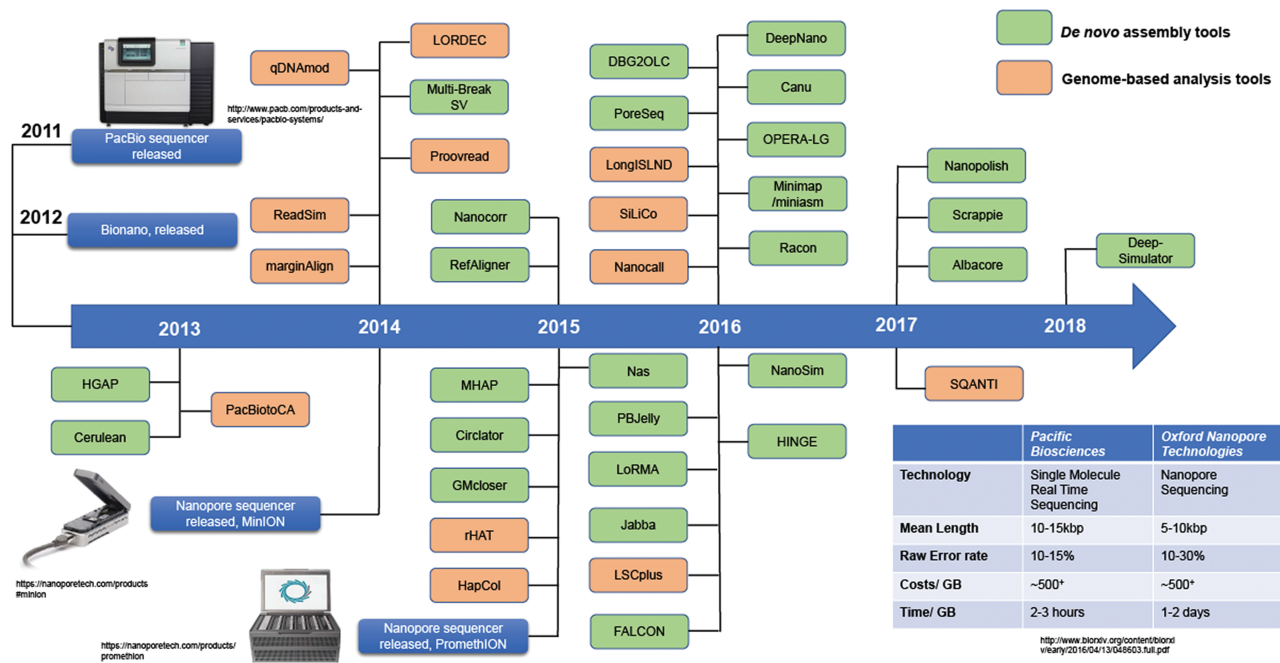 De novo assembly tools
Genome-based analysis tools
http://www.pacb.com/products-and-
services/pacbio-systems/
2011
PacBio sequencer
released
2012
Bionano, released
qDNAmod
LORDEC
Multi-Break
SV
Proovread
ReadSim
marginAlign
Nanocorr
RefAligner
DBG2OLC
PoreSeq
LongISLND
SiLiCo
Nanocall
DeepNano
Canu
OPERA-LG
Minimap
/miniasm
Racon
Nanopolish
Scrappie
Albacore
Deep-
Simulator
2013
2014
2015
2016
2017
2018
HGAP
Cerulean
PacBiotoCA
Nanopore sequencer
released, MinION
https://nanoporetech.com/products
#minion
https://nanoporetech.com/products/
promethion
MHAP
Circlator
GMcloser
rHAT
HapCol
Nanopore sequencer
released, PromethION
Nas
PBJelly
LoRMA
Jabba
LSCplus
FALCON
NanoSim
HINGE
SQANTI
Pacific
Biosciences
Oxford Nanopore
Technologies
Technology
Single Molecule
Real Time
Sequencing
Nanopore
Sequencing
Mean Length
10-15kbp
5-10kbp
Raw Error rate
10-15%
10-30%
Costs/ GB
~500⁺
~500⁺
Time/ GB
2-3 hours
1-2 days
http://www.biorxiv.org/content/biorxi
v/early/2016/04/13/048603.full.pdf